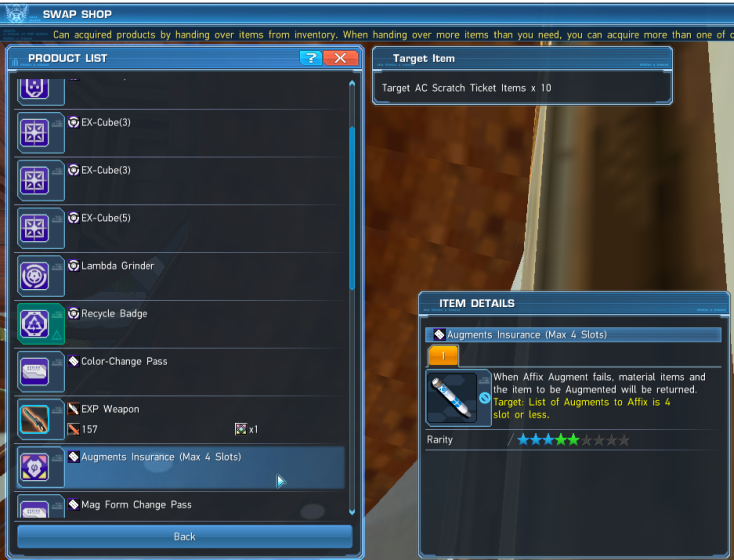 SWAP SHOP
Can acquired products by handing over items from inventory. When handing over more items than you need, you can acquire more than one of
PRODUCT LIST
?
Target Item
Target AC Scratch Ticket Items x 10
EX-Cube(3)
EX-Cube(3)
EX-Cube(5)
Lambda Grinder
Recycle Badge
Color-Change Pass
EXP Weapon
157
x1
Augments Insurance (Max 4 Slots)
Mag Form Change Pass
Back
ITEM DETAILS
Augments Insurance (Max 4 Slots)
1
When Affix Augment fails, material items and
the item to be Augmented will be returned.
Target: List of Augments to Affix is 4
slot or less.
Rarity /